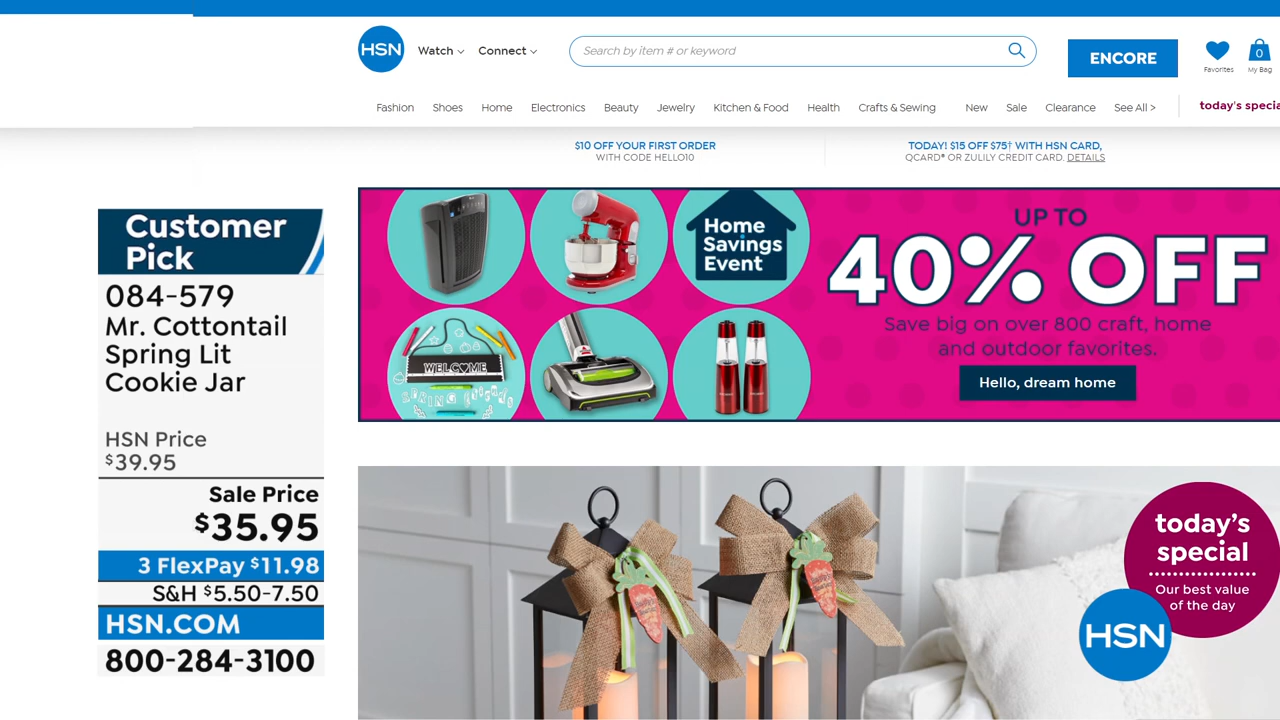 HSN
Watch
Connect
Search by item # or keyword
ENCORE
Favorites
0
My Bag
Fashion
Shoes
Home
Electronics
Beauty
Jewelry
Kitchen & Food
Health
Crafts & Sewing
New
Sale
Clearance
See All >
today's specia
$10 OFF YOUR FIRST ORDER
WITH CODE HELLO10
TODAY! $15 OFF $75† WITH HSN CARD,
QCARD® OR ZULILY CREDIT CARD. DETAILS
Customer
Pick
084-579
Mr. Cottontail
Spring Lit
Cookie Jar
HSN Price
$39.95
Sale Price
$35.95
3 FlexPay $11.98
S&H $5.50-7.50
HSN.COM
800-284-3100
Home
Savings
Event
WELCOME
SPRING
UP TO
40% OFF
Save big on over 800 craft, home
and outdoor favorites.
Hello, dream home
today's
special
Our best value
of the day
HSN